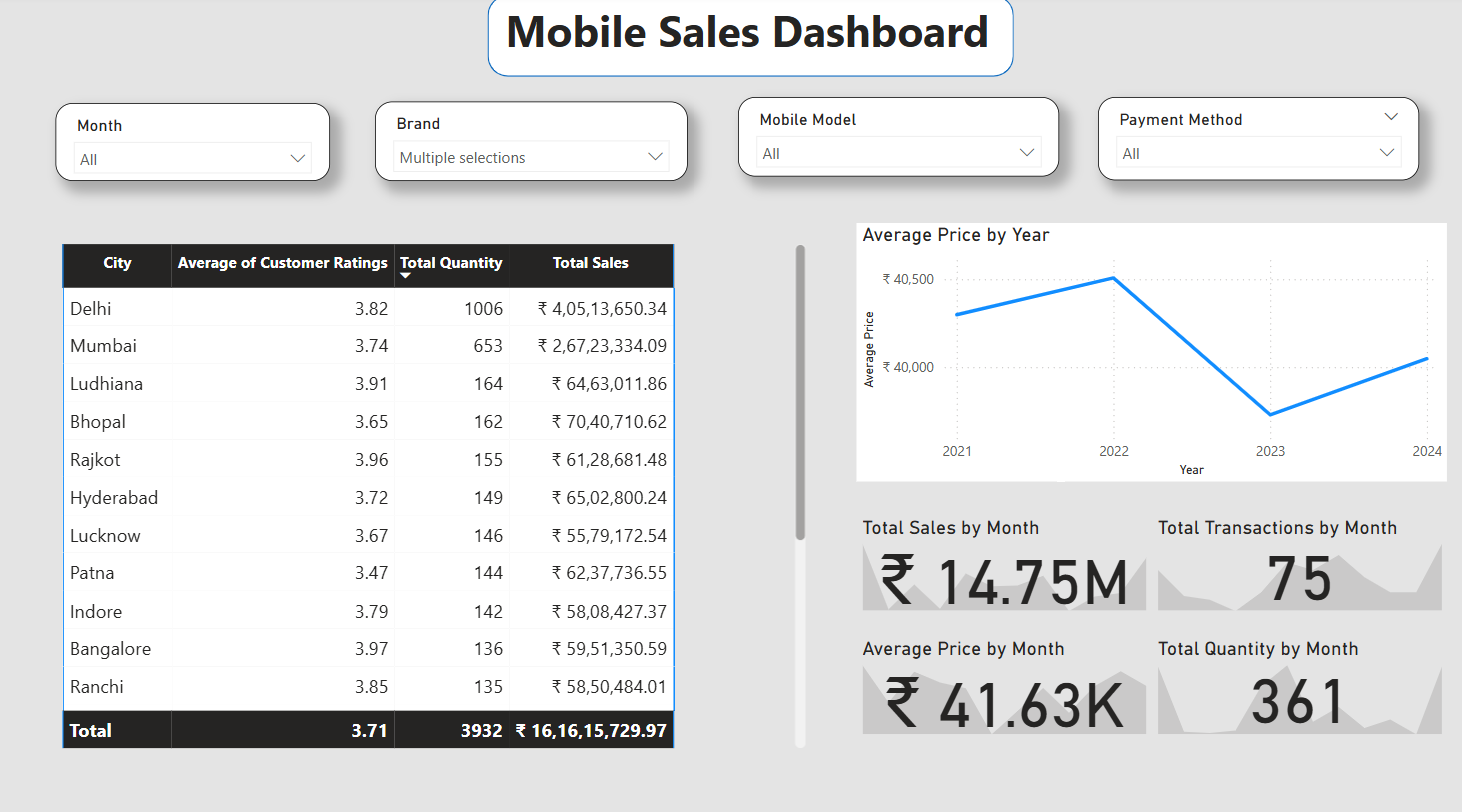 Mobile Sales Dashboard
Month
All
Brand
Multiple selections
Mobile Model
All
Payment Method
All
City Average of Customer Ratings Total Quantity Total Sales
Delhi 3.82 1006 ₹ 4,05,13,650.34
Mumbai 3.74 653 ₹ 2,67,23,334.09
Ludhiana 3.91 164 ₹ 64,63,011.86
Bhopal 3.65 162 ₹ 70,40,710.62
Rajkot 3.96 155 ₹ 61,28,681.48
Hyderabad 3.72 149 ₹ 65,02,800.24
Lucknow 3.67 146 ₹ 55,79,172.54
Patna 3.47 144 ₹ 62,37,736.55
Indore 3.79 142 ₹ 58,08,427.37
Bangalore 3.97 136 ₹ 59,51,350.59
Ranchi 3.85 135 ₹ 58,50,484.01
Total 3.71 3932 ₹ 16,16,15,729.97
Average Price by Year
Average Price
₹ 40,500
₹ 40,000
2021 2022 2023 2024
Year
Total Sales by Month
₹ 14.75M
Total Transactions by Month
75
Average Price by Month
₹ 41.63K
Total Quantity by Month
361